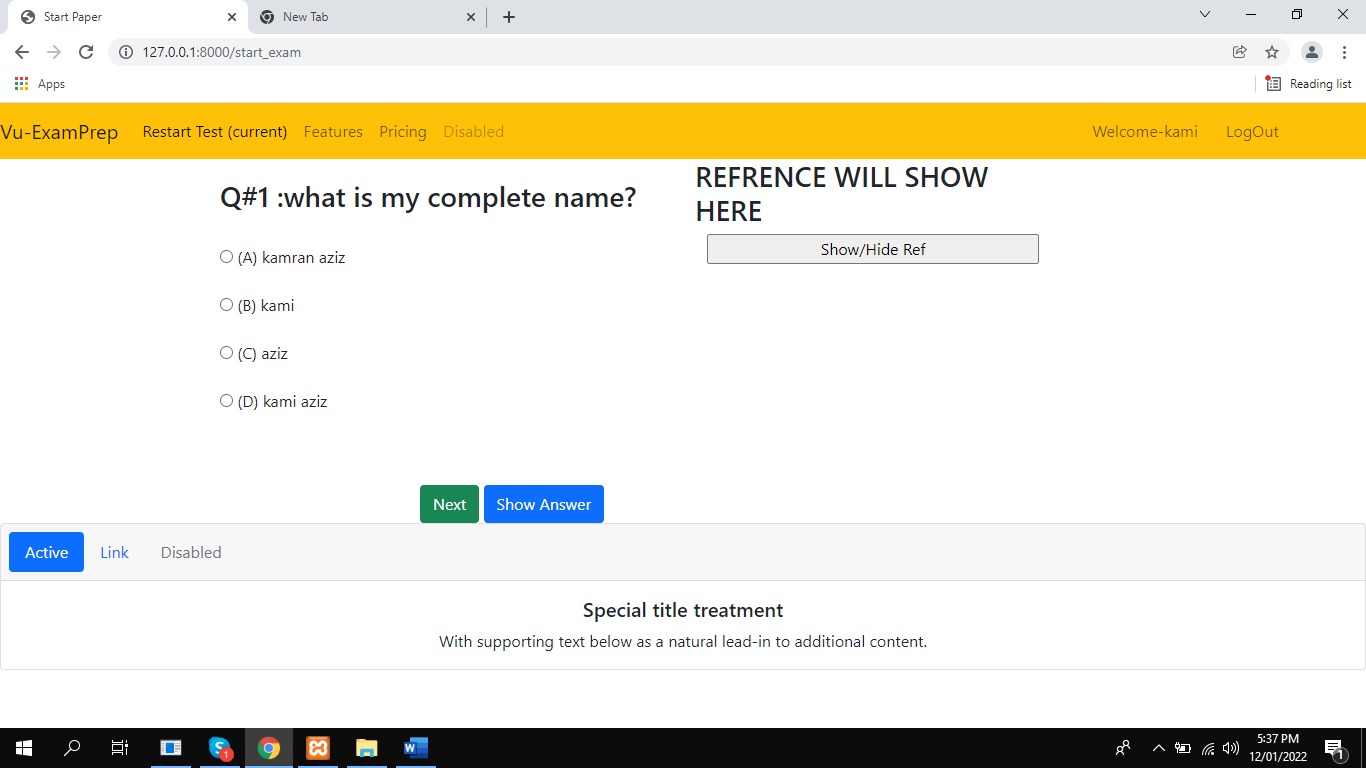 Start Paper
New Tab
127.0.0.1:8000/start_exam
Apps
Reading list
Vu-ExamPrep Restart Test (current) Features Pricing Disabled Welcome-kami LogOut
Q#1 :what is my complete name?
(A) kamran aziz
(B) kami
(C) aziz
(D) kami aziz
REFRENCE WILL SHOW
HERE
Show/Hide Ref
Next Show Answer
Active Link Disabled
Special title treatment
With supporting text below as a natural lead-in to additional content.
1
5:37 PM
12/01/2022
1